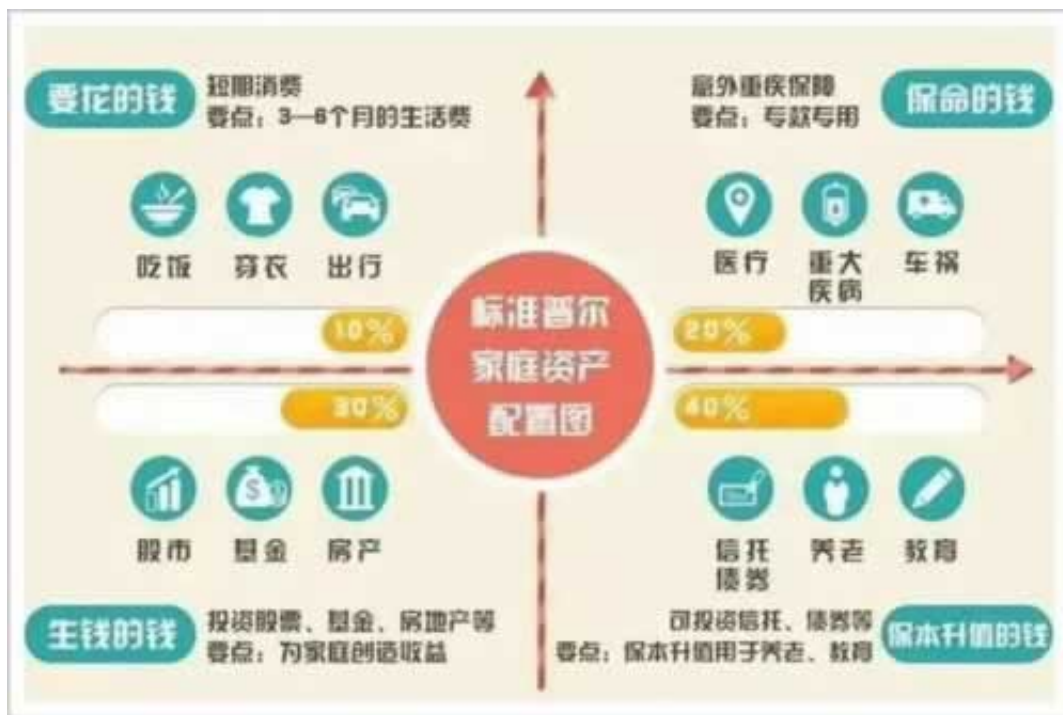 要花的钱
短期消费
要点：3—6个月的生活费
意外重疾保障
要点：专款专用
保命的钱
吃饭
穿衣
出行
医疗
重大
疾病
车祸
10%
20%
标准普尔
家庭资产
配置图
30%
40%
股市
基金
房产
信托
债券
养老
教育
生钱的钱
投资股票、基金、房地产等
要点：为家庭创造收益
可投资信托、债券等
要点：保本升值用于养老、教育
保本升值的钱